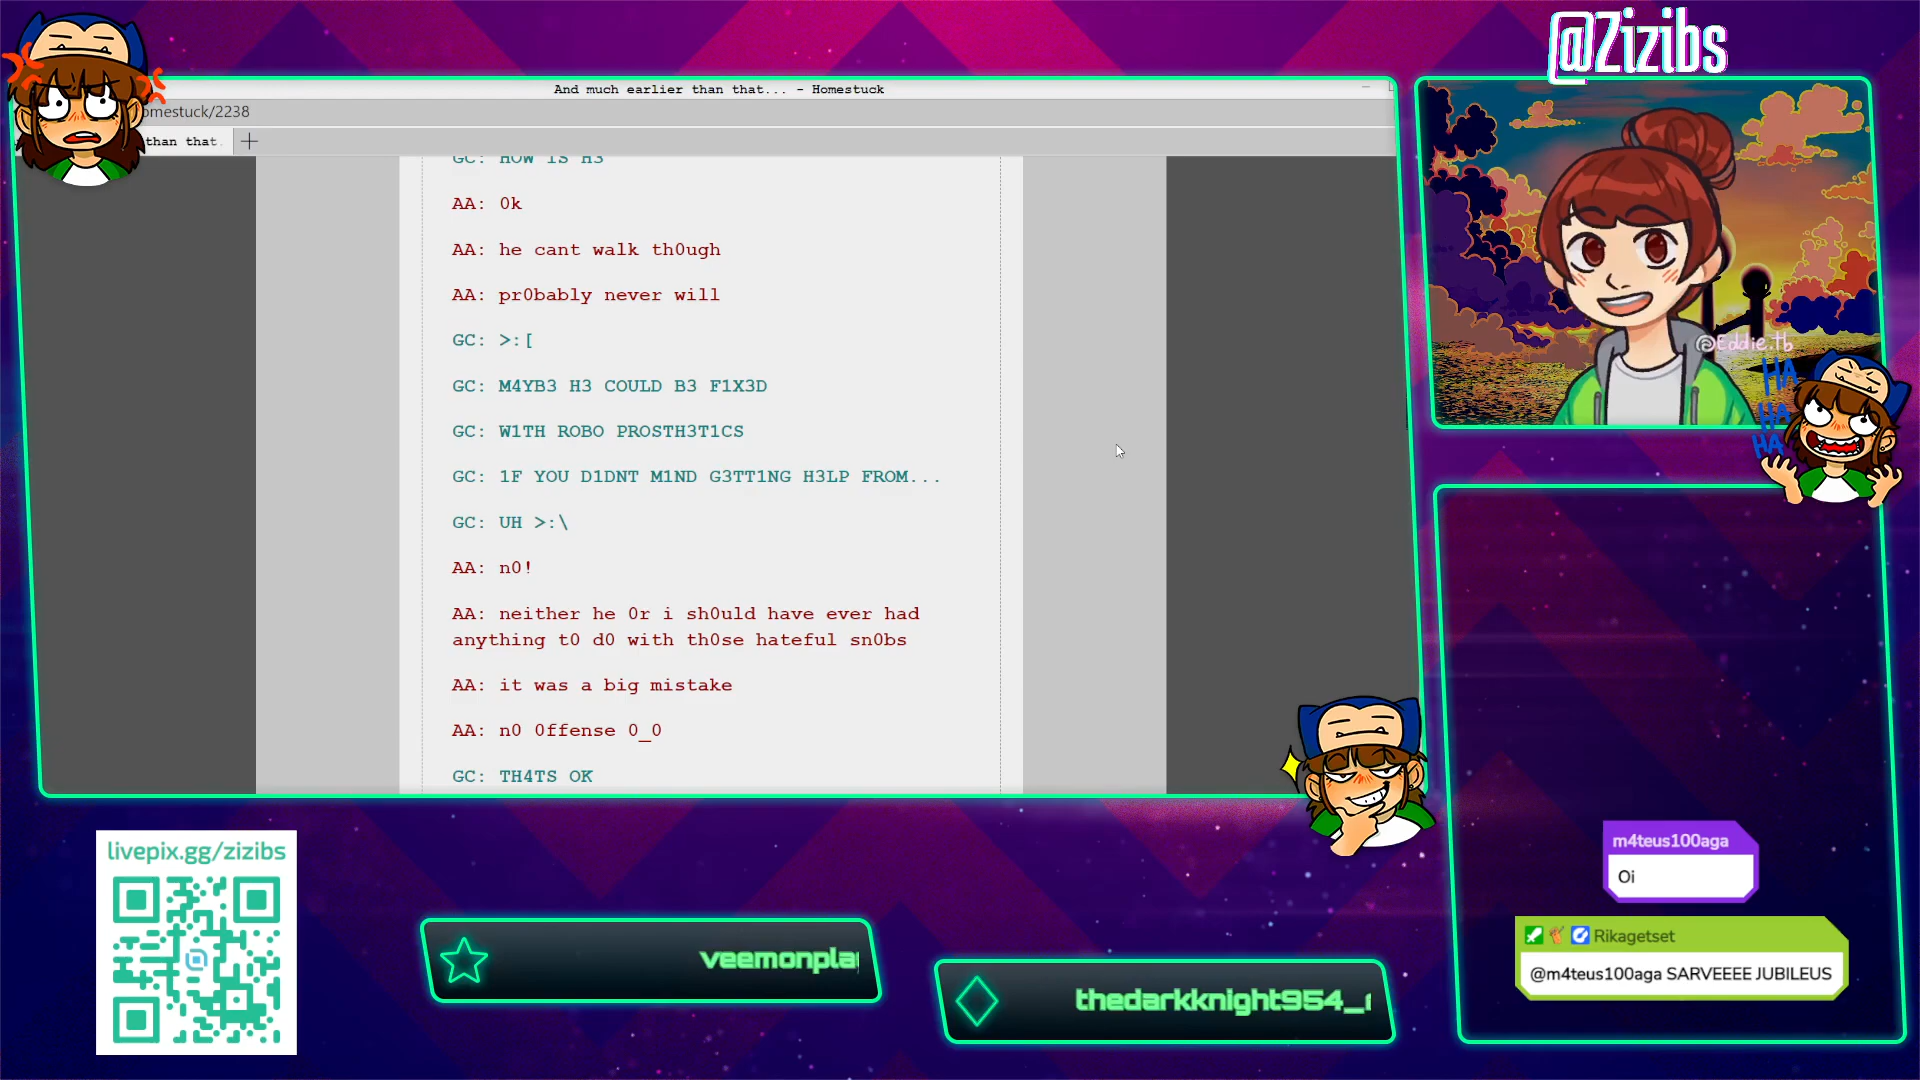 @Zizibs
And much earlier than that... - Homestuck
omestuck/2238
than that
GC: HOW 1S H3
AA: 0k
AA: he cant walk th0ugh
AA: pr0bably never will
GC: >:[
GC: M4YB3 H3 COULD B3 F1X3D
GC: W1TH ROBO PROSTH3T1CS
GC: 1F YOU D1DNT M1ND G3TT1NG H3LP FROM...
GC: UH >:\
AA: n0!
AA: neither he 0r i sh0uld have ever had
anything t0 d0 with th0se hateful sn0bs
AA: it was a big mistake
AA: n0 0ffense 0_0
GC: TH4TS OK
@Eddie.tb
HA
HA
HA
m4teus100aga
Oi
Rikagetset
@m4teus100aga SARVEEEE JUBILEUS
livepix.gg/zizibs
veemonpla
thedarkknight954_